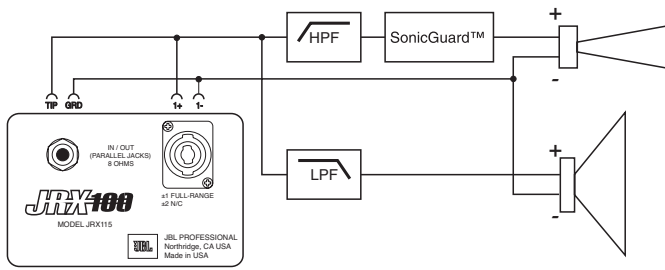 HPF
SonicGuard™
+
-
TIP GRD 1+ 1-
IN / OUT
(PARALLEL JACKS)
8 OHMS
±1 FULL-RANGE
±2 N/C
JRX100
MODEL JRX115
JBL
JBL PROFESSIONAL
Northridge, CA USA
Made in USA
LPF
+
-